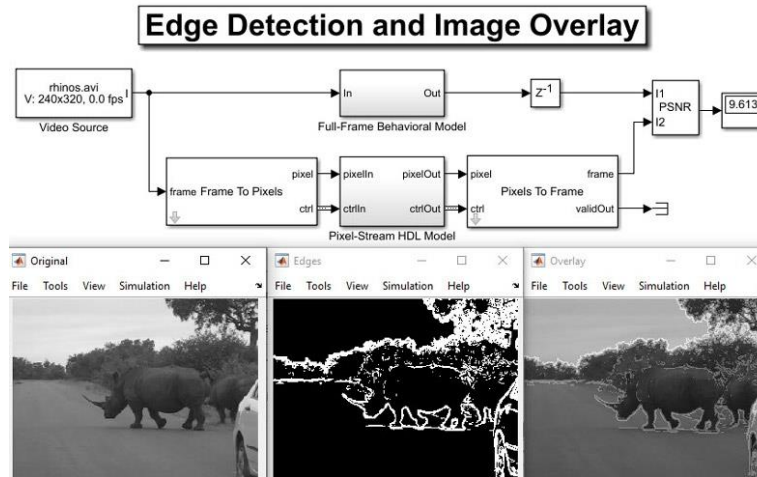 Edge Detection and Image Overlay
rhinos.avi
V: 240x320, 0.0 fps
I
Video Source
In
Out
Full-Frame Behavioral Model
Z-1
I1
PSNR
I2
9.613
frame
Frame To Pixels
pixel
ctrl
pixelIn
pixelOut
ctrlIn
ctrlOut
Pixel-Stream HDL Model
pixel
Pixels To Frame
frame
ctrl
validOut
Original
File Tools View Simulation Help
Edges
File Tools View Simulation Help
Overlay
File Tools View Simulation Help